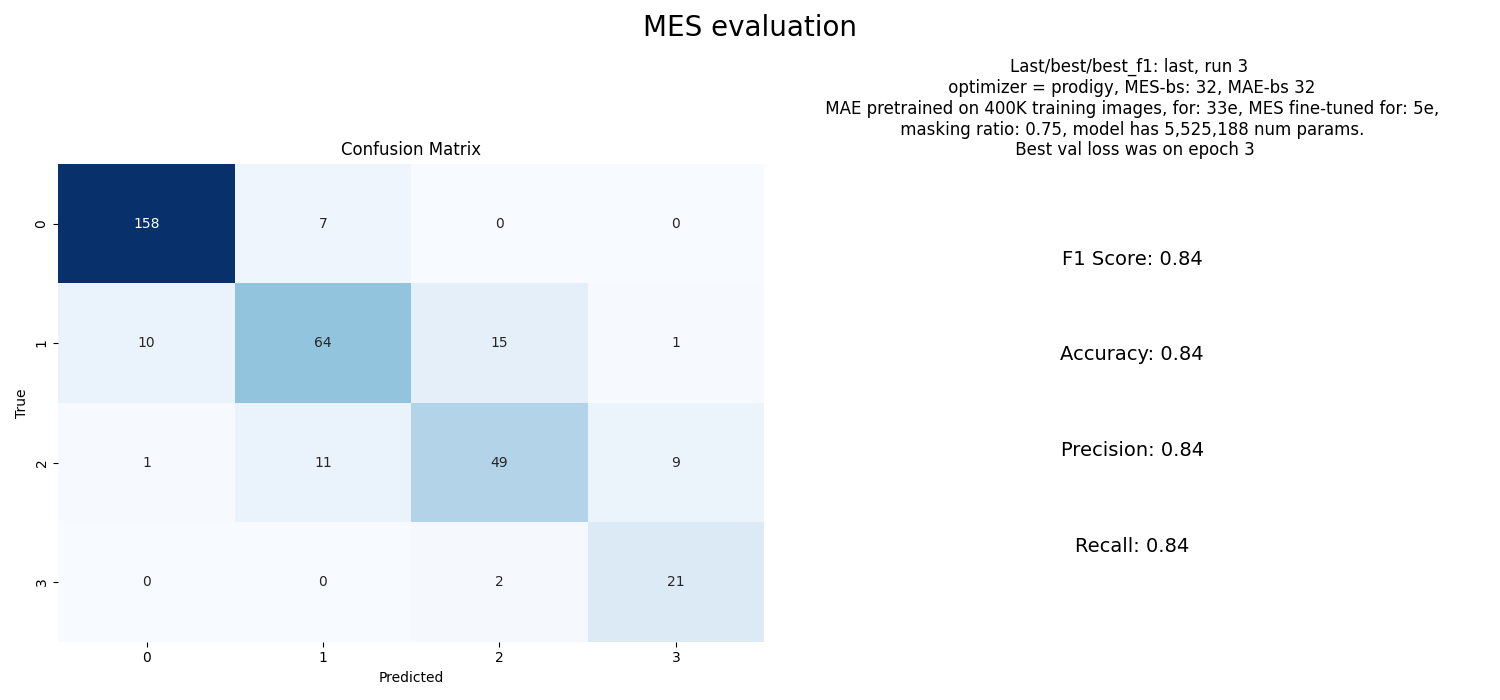 MES evaluation
Last/best/best_f1: last, run 3
optimizer = prodigy, MES-bs: 32, MAE-bs 32
MAE pretrained on 400K training images, for: 33e, MES fine-tuned for: 5e,
masking ratio: 0.75, model has 5,525,188 num params.
Best val loss was on epoch 3
Confusion Matrix
True
0 158 7 0 0
1 10 64 15 1
2 1 11 49 9
3 0 0 2 21
0 1 2 3
Predicted
F1 Score: 0.84
Accuracy: 0.84
Precision: 0.84
Recall: 0.84